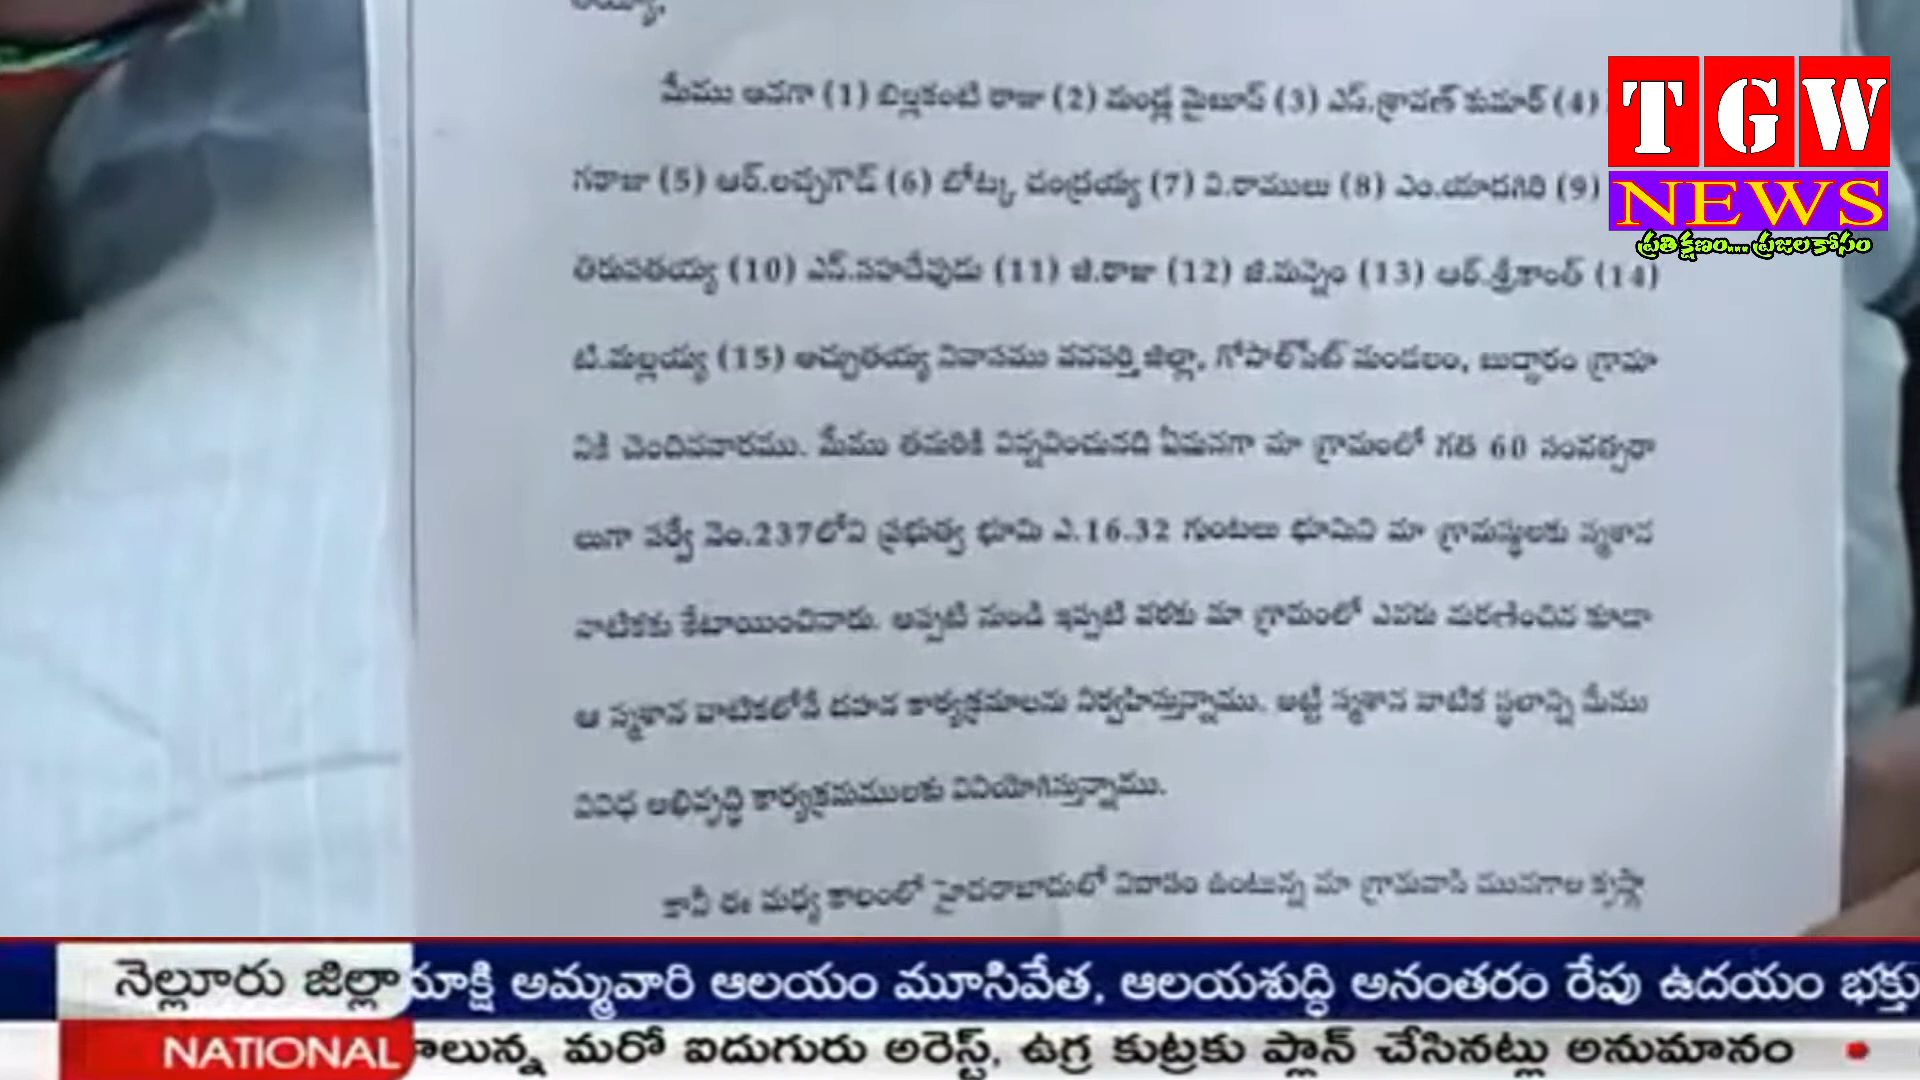 మేము అనగా (1) బిల్లకంటి రాజు (2) మండ్ల మైబూస్ (3) ఎస్.శ్రావణ్ కుమార్ (4)
గరాజు (5) ఆర్.లచ్చగౌడ్ (6) బోట్క చంద్రయ్య (7) వి.రాములు (8) ఎం.యాదగిరి (9)
తిరుపతయ్య (10) ఎస్.సహదేవుడు (11) జి.రాజు (12) జి.మన్నెం (13) ఆర్.శ్రీకాంత్ (14)
టి.మల్లయ్య (15) అచ్యుతయ్య నివాసము వనపర్తి జిల్లా, గోపాల్‌పేట్ మండలం, బుద్దారం గ్రామా
నికి చెందినవారము. మేము తమరికి విన్నవించునది ఏమనగా మా గ్రామంలో గత 60 సంవత్సరా
లుగా సర్వే నెం.237లోని ప్రభుత్వ భూమి ఎ.16.32 గుంటలు భూమిని మా గ్రామస్థులకు స్మశాన
వాటికకు కేటాయించినారు. అప్పటి నుండి ఇప్పటి వరకు మా గ్రామంలో ఎవరు మరణించిన కూడా
ఆ స్మశాన వాటికలోనే దహన కార్యక్రమాలను నిర్వహిస్తున్నాము. అట్టి స్మశాన వాటిక స్థలాన్ని మేము
వివిధ అభివృద్ధి కార్యక్రమములకు వినియోగిస్తున్నాము.
కానీ ఈ మధ్య కాలంలో హైదరాబాదులో నివాసం ఉంటున్న మా గ్రామవాసి మునగాల కృష్ణా
TGW
NEWS
ప్రతిక్షణం... ప్రజలకోసం
నెల్లూరు జిల్లా
అమ్మవారి ఆలయం మూసివేత, ఆలయశుద్ధి అనంతరం రేపు ఉదయం
NATIONAL
మరో ఐదుగురు అరెస్ట్, ఉగ్ర కుట్రకు ప్లాన్ చేసినట్లు అనుమానం